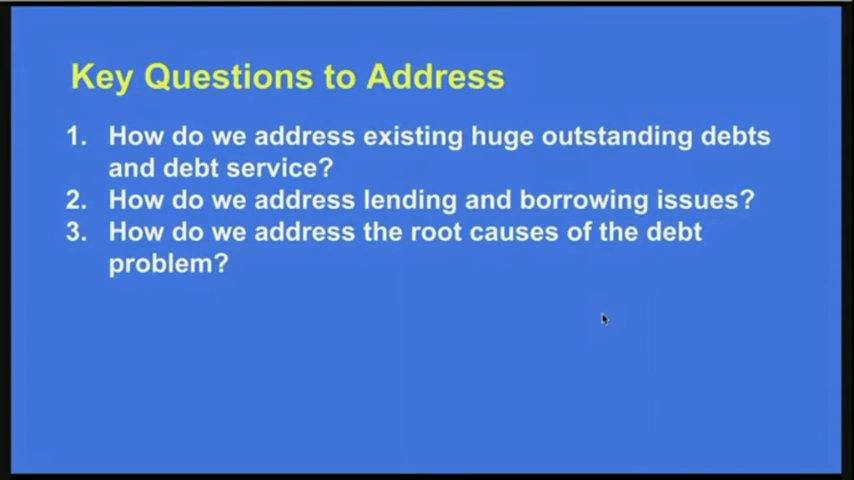 Key Questions to Address
1. How do we address existing huge outstanding debts
and debt service?
2. How do we address lending and borrowing issues?
3. How do we address the root causes of the debt
problem?